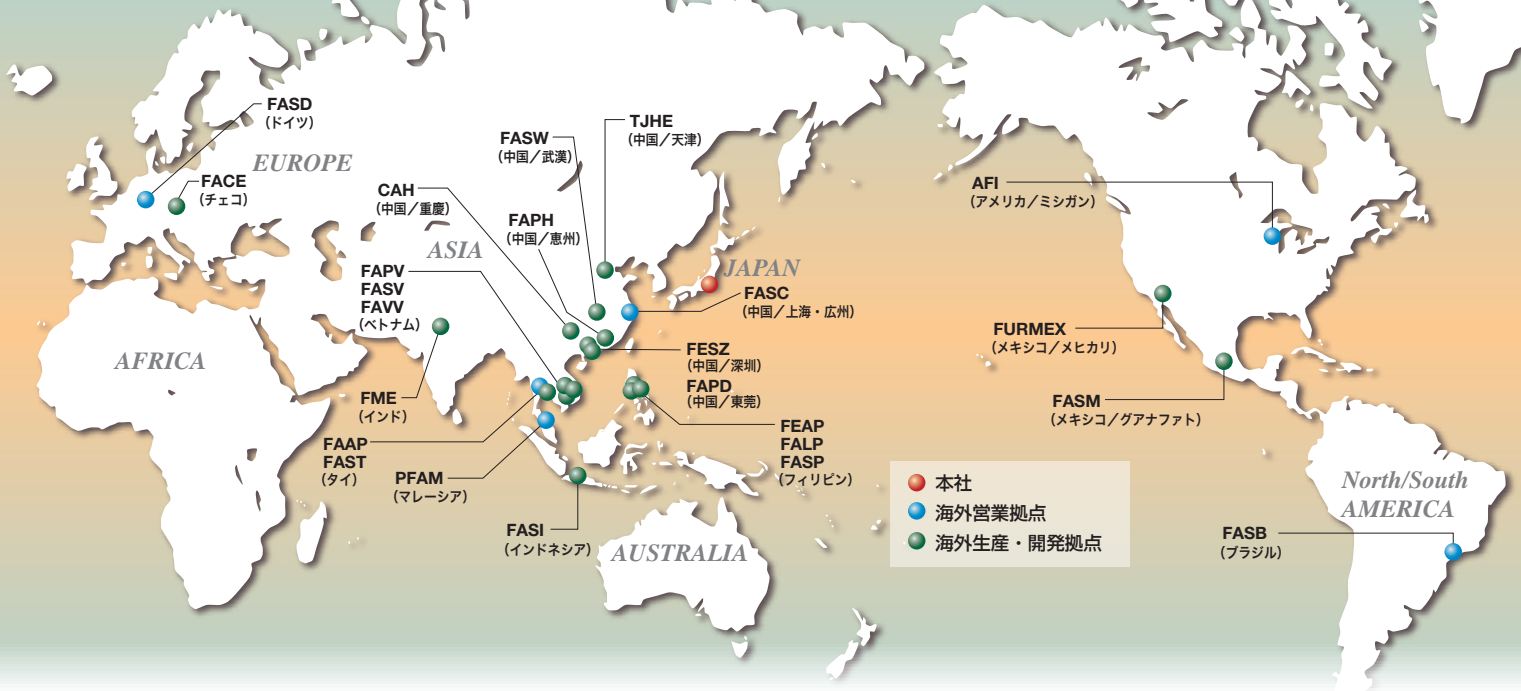 FASD
（ドイツ）
EUROPE
FACE
（チェコ）
TJHE
（中国／天津）
FASW
（中国／武漢）
CAH
（中国／重慶）
FAPH
（中国／恵州）
ASIA
JAPAN
FAPV
FASV
FAVV
（ベトナム）
FASC
（中国／上海・広州）
AFRICA
FESZ
（中国／深圳）
FAPD
（中国／東莞）
FME
（インド）
FAAP
FAST
（タイ）
PFAM
（マレーシア）
FEAP
FALP
FASP
（フィリピン）
FASI
（インドネシア）
AUSTRALIA
AFI
（アメリカ／ミシガン）
FURMEX
（メキシコ／メヒカリ）
FASM
（メキシコ／グアナファト）
North/South
AMERICA
FASB
（ブラジル）
本社
海外営業拠点
海外生産・開発拠点